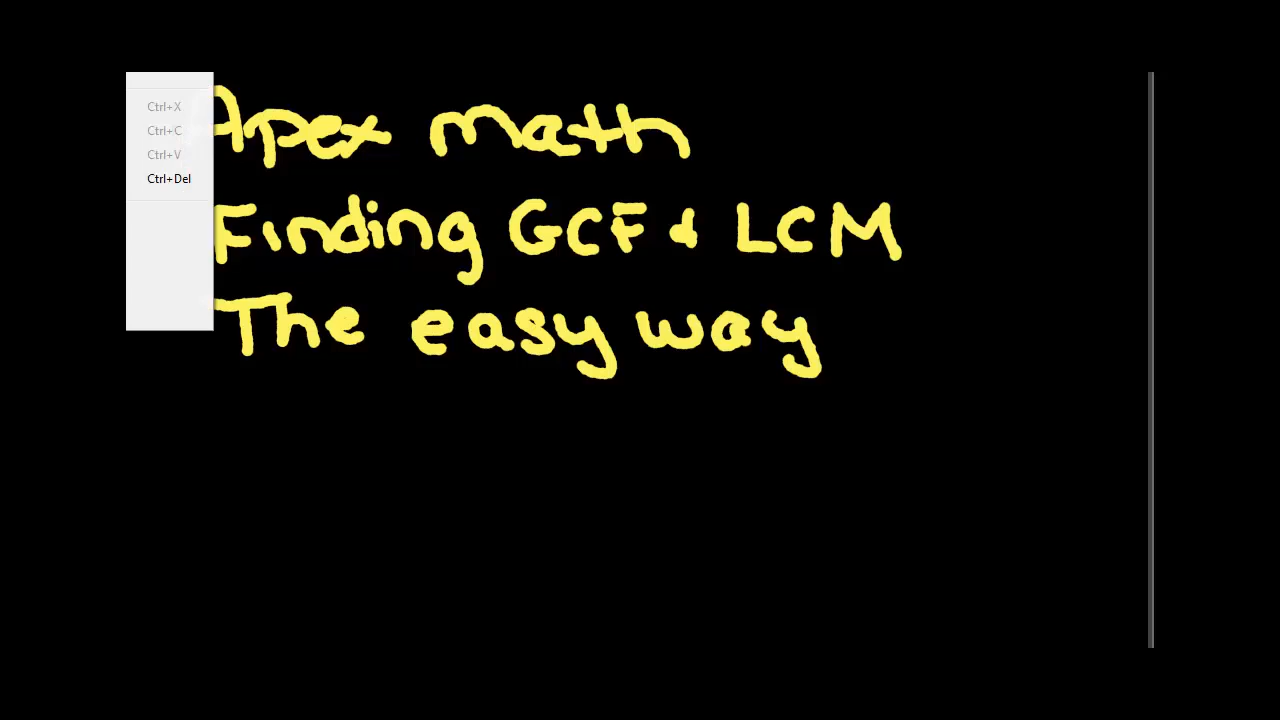 Ctrl+X
Ctrl+C
Ctrl+V
Ctrl+Del
Apex math
Finding GCF & LCM
The easy way